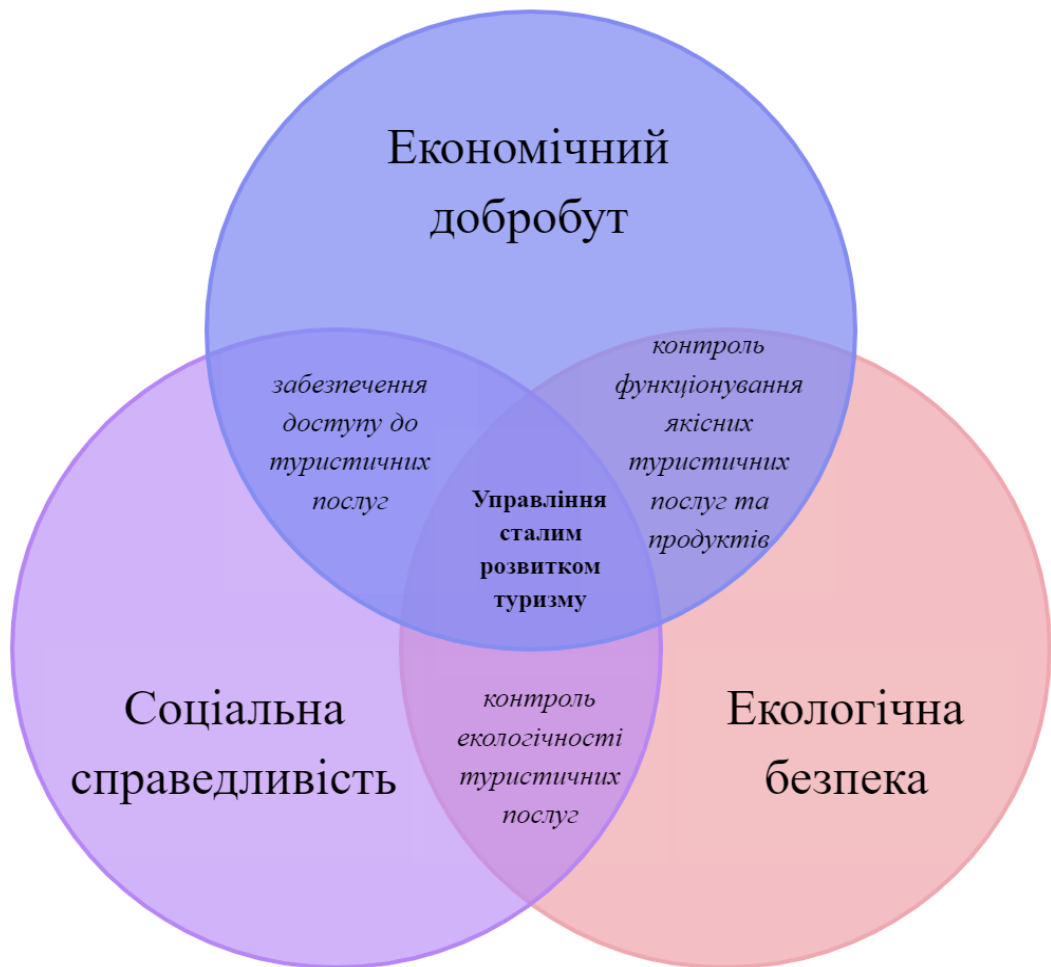 Економічний
добробут
забезпечення
доступу до
туристичних
послуг
контроль
функціонування
якісних
туристичних
послуг та
продуктів
Управління
сталим
розвитком
туризму
Соціальна
справедливість
контроль
екологічності
туристичних
послуг
Екологічна
безпека